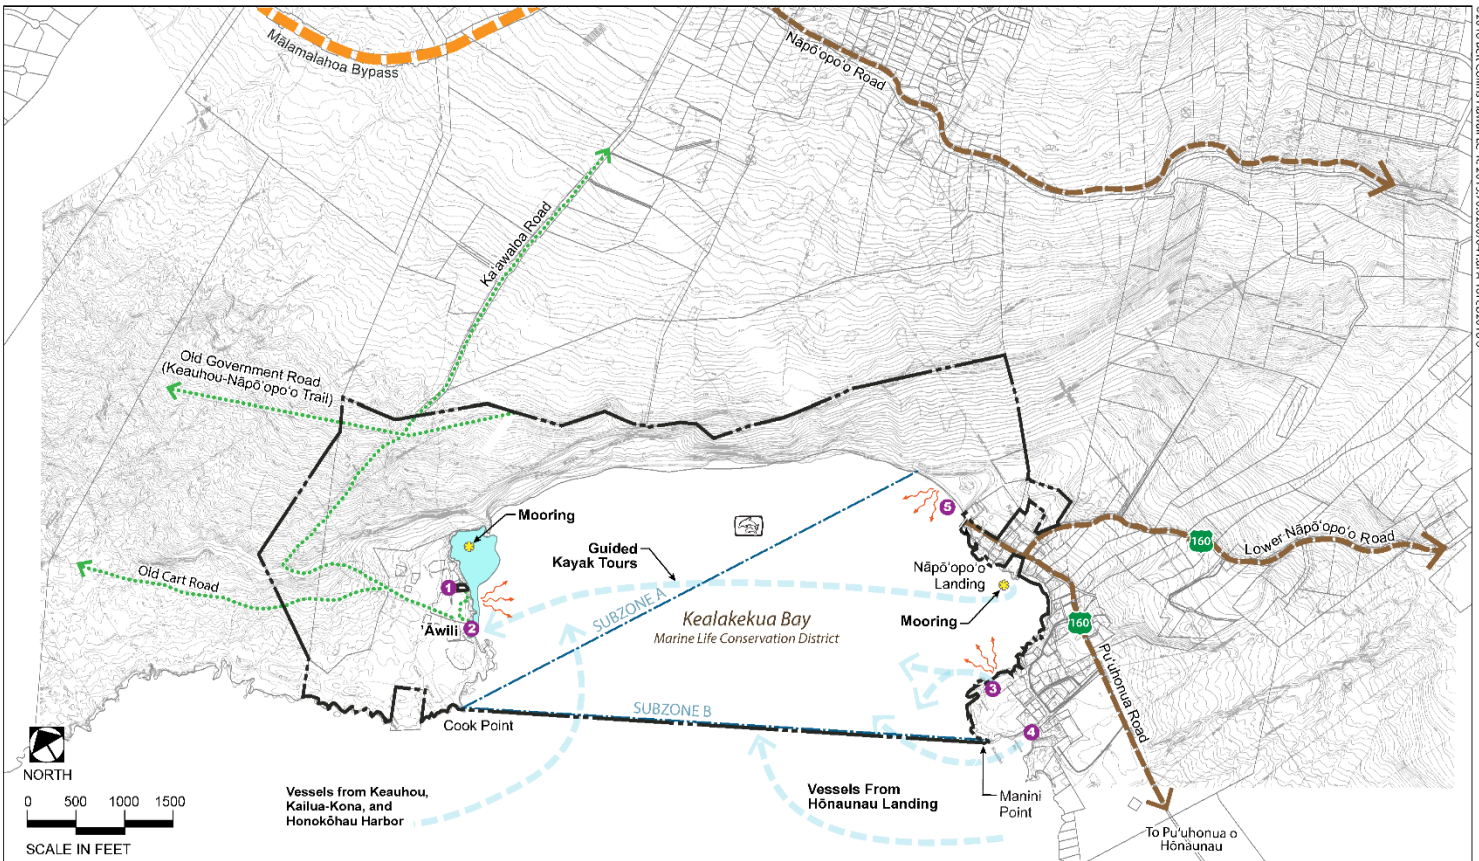 Mālamalahoa Bypass
Nāpō'opo'o Road
Ka'awaloa Road
Old Government Road
(Keauhou-Nāpō'opo'o Trail)
Old Cart Road
Mooring
Guided
Kayak Tours
5
160
Lower Nāpō'opo'o Road
Nāpō'opo'o
Landing
1
SUBZONE A
Kealakekua Bay
Marine Life Conservation District
Mooring
160
'Āwili
2
Pu'uhonua Road
3
SUBZONE B
Cook Point
4
NORTH
Vessels from Keauhou,
Kailua-Kona, and
Honokōhau Harbor
Vessels From
Hōnaunau Landing
Manini
Point
0 500 1000 1500
SCALE IN FEET
To Pu'uhonua o
Hōnaunau